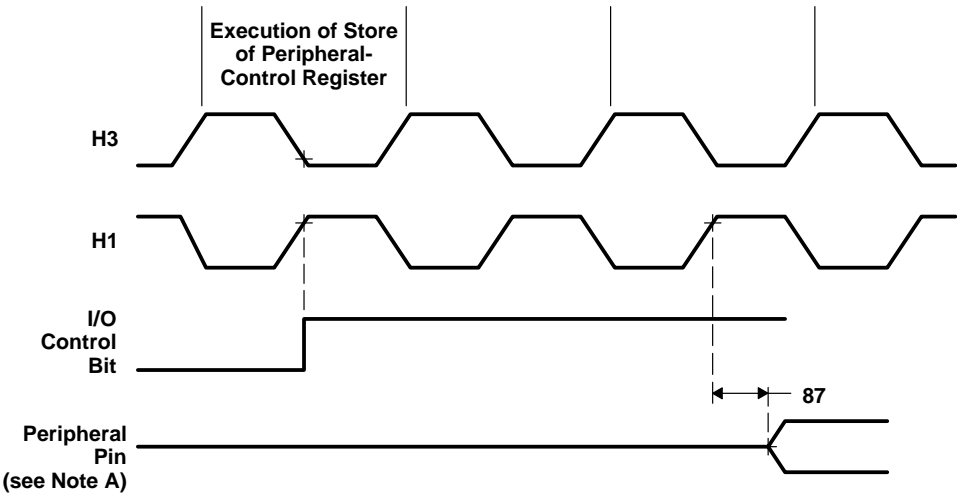 Execution of Store
of Peripheral-
Control Register
H3
H1
I/O
Control
Bit
87
Peripheral
Pin
(see Note A)